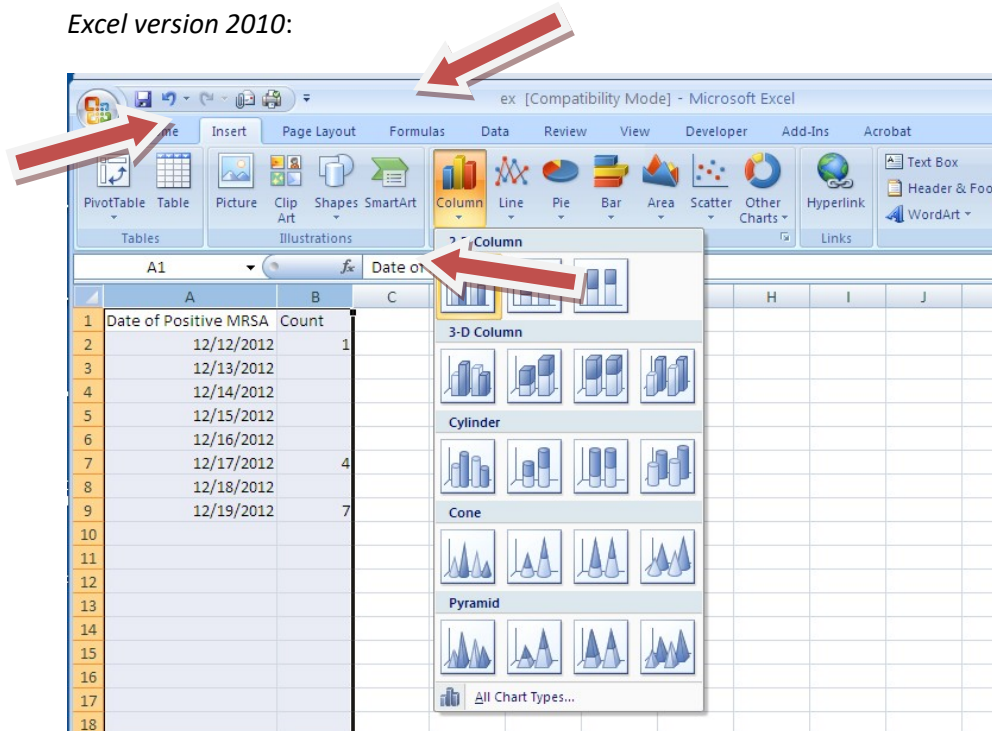 Excel version 2010:
ex [Compatibility Mode] - Microsoft Excel
Insert Page Layout Formulas Data Review View Developer Add-Ins Acrobat
PivotTable Table Picture Clip Art Shapes SmartArt Column Line Pie Bar Area Scatter Other Charts Hyperlink Text Box
Header & Foo
WordArt
Tables Illustrations Links
A1 fx Date of
A B C H I J
2-D Column
1 Date of Positive MRSA Count
2 12/12/2012 1
3-D Column
3 12/13/2012
4 12/14/2012
5 12/15/2012
Cylinder
6 12/16/2012
7 12/17/2012 4
8 12/18/2012
9 12/19/2012 7
Cone
10
11
12
13
Pyramid
14
15
16
17
All Chart Types...
18